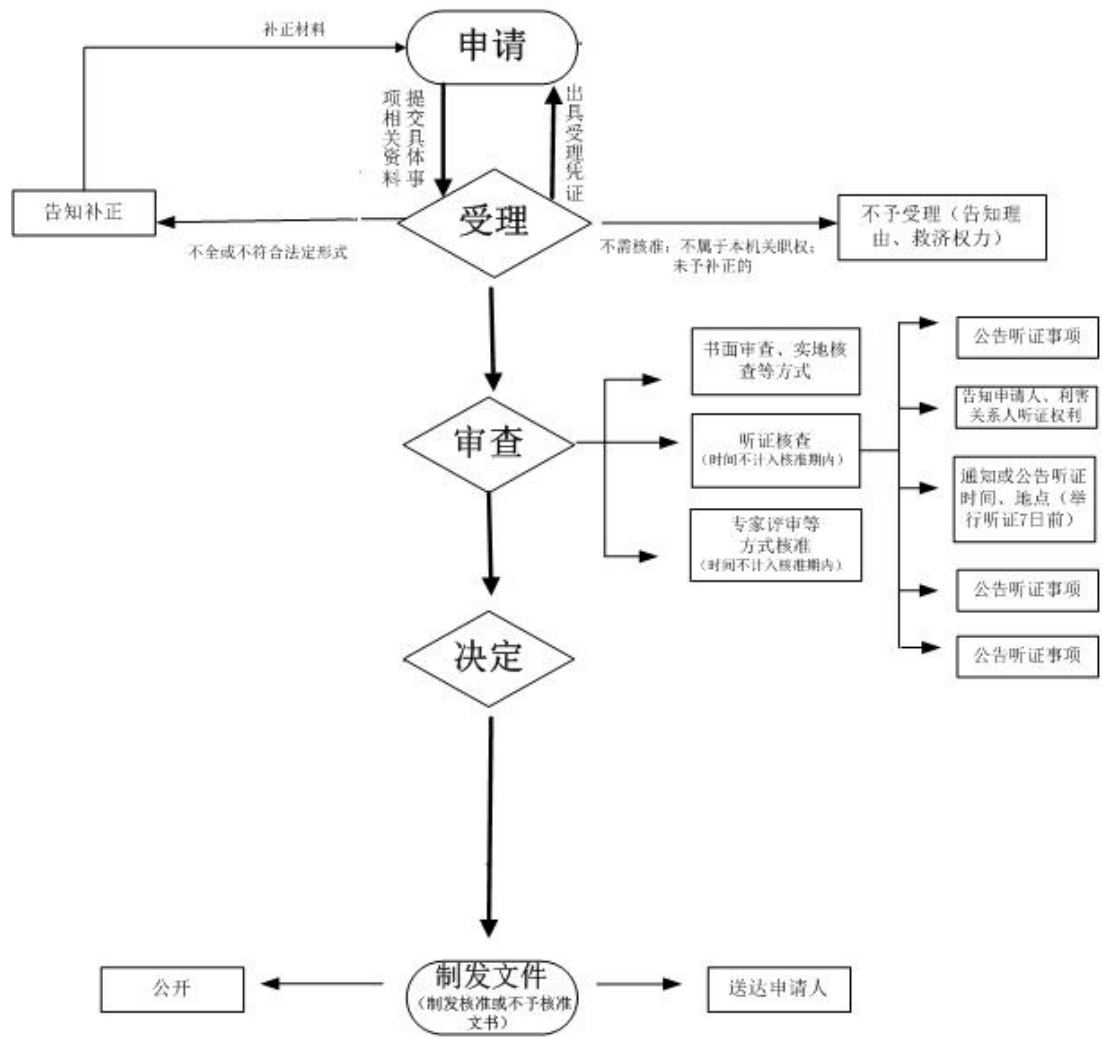 补正材料
申请
提交具体事
项相关资料
出具受理凭证
告知补正
受理
不予受理（告知理
由、救济权力）
不全或不符合法定形式
不需核准；不属于本机关职权；
未予补正的
书面审查、实地核
查等方式
公告听证事项
告知申请人、利害
关系人听证权利
审查
听证核查
（时间不计入核准期内）
通知或公告听证
时间、地点（举
行听证7日前）
专家评审等
方式核准
（时间不计入核准期内）
公告听证事项
决定
公告听证事项
公开
制发文件
（制发核准或不予核准
文书）
送达申请人